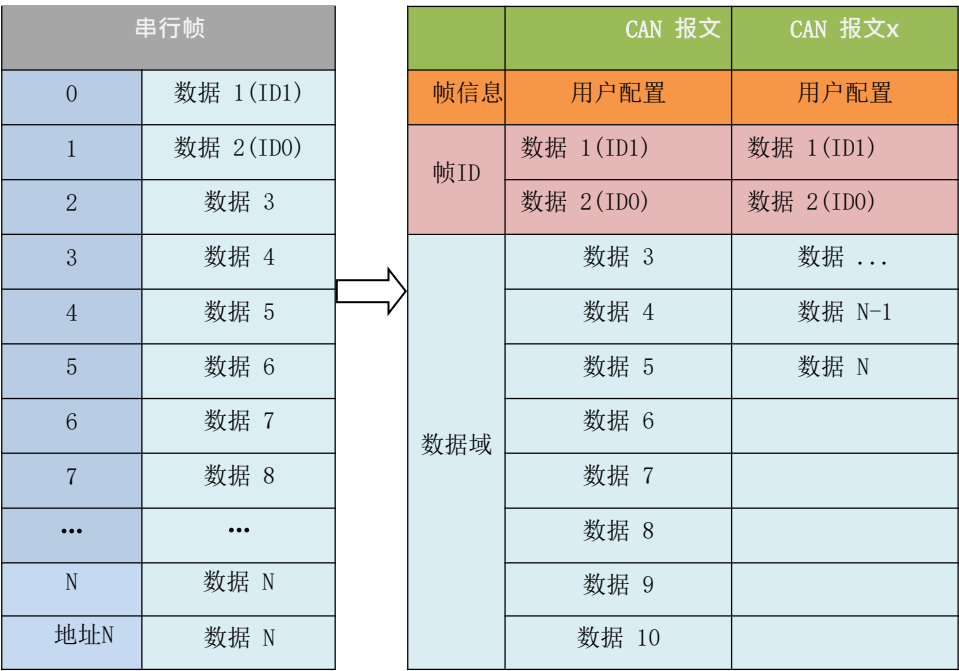 串行帧
0 数据 1(ID1)
1 数据 2(ID0)
2 数据 3
3 数据 4
4 数据 5
5 数据 6
6 数据 7
7 数据 8
… …
N 数据 N
地址N 数据 N
CAN 报文 CAN 报文x
帧信息 用户配置 用户配置
帧ID 数据 1(ID1) 数据 1(ID1)
数据 2(ID0) 数据 2(ID0)
数据域 数据 3 数据 ...
数据 4 数据 N-1
数据 5 数据 N
数据 6
数据 7
数据 8
数据 9
数据 10